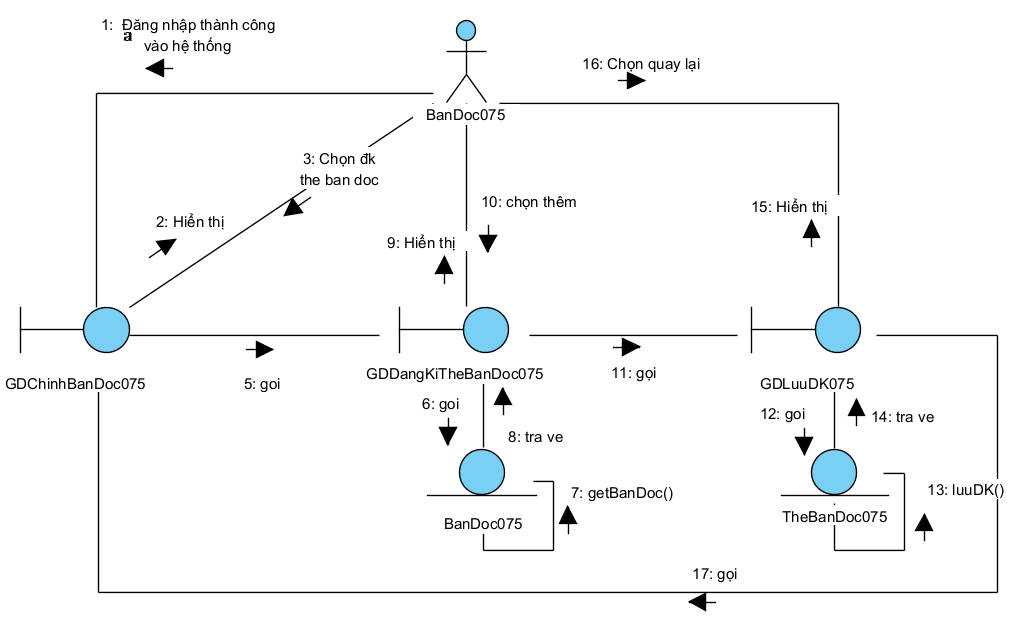 1: Đăng nhập thành công
a
vào hệ thống
16: Chọn quay lại
BanDoc075
3: Chọn đk
the ban doc
2: Hiển thị
10: chọn thêm
9: Hiển thị
15: Hiển thị
GDChinhBanDoc075
5: goi
GDDangKiTheBanDoc075
11: gọi
GDLuuDK075
6: goi
8: tra ve
12: goi
14: tra ve
7: getBanDoc()
13: luuDK()
BanDoc075
TheBanDoc075
17: gọi